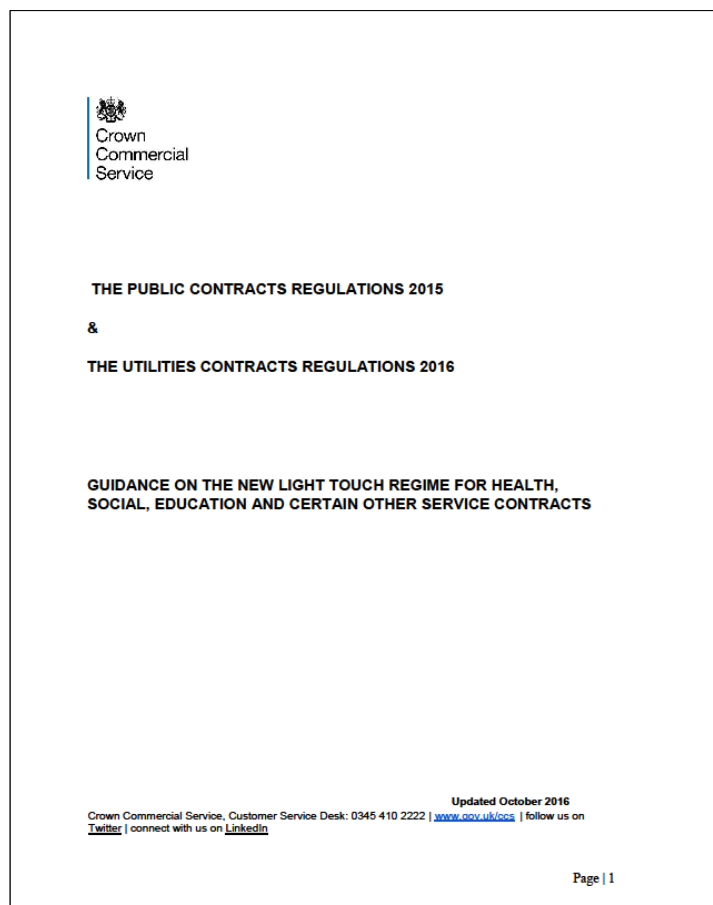 Crown
Commercial
Service
THE PUBLIC CONTRACTS REGULATIONS 2015
&
THE UTILITIES CONTRACTS REGULATIONS 2016
GUIDANCE ON THE NEW LIGHT TOUCH REGIME FOR HEALTH,
SOCIAL, EDUCATION AND CERTAIN OTHER SERVICE CONTRACTS
Updated October 2016
Crown Commercial Service, Customer Service Desk: 0345 410 2222 | www.gov.uk/ccs | follow us on
Twitter | connect with us on LinkedIn
Page | 1